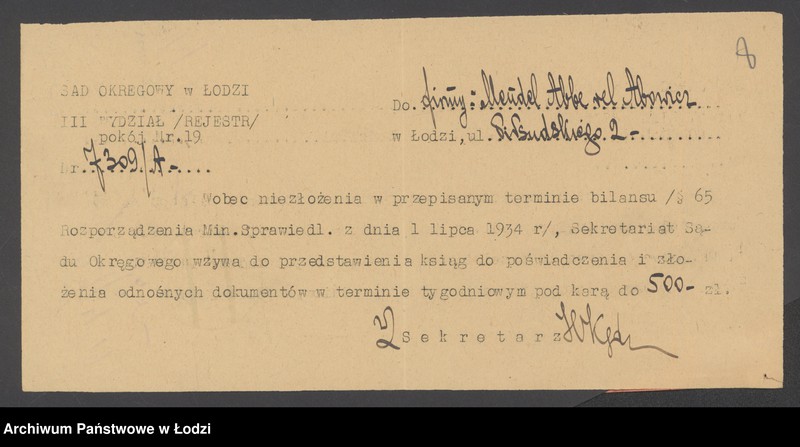 8
SAD OKREGOWY w ŁODZI
Do firmy: Mendel Abbe vel Abowicz
III WYDZIAŁ /REJESTR/
pokój Nr.19
w Łodzi, ul. Piłsudskiego 2-
Nr. 7309/A-
Wobec niezłożenia w przepisanym terminie bilansu /§ 65
Rozporządzenia Min.Sprawiedl. z dnia 1 lipca 1934 r/, Sekretariat Są-
du Okręgowego wzywa do przedstawienia ksiąg do poświadczenia i zło-
żenia odnośnych dokumentów w terminie tygodniowym pod karą do 500- zł.
Sekretarz
Archiwum Państwowe w Łodzi